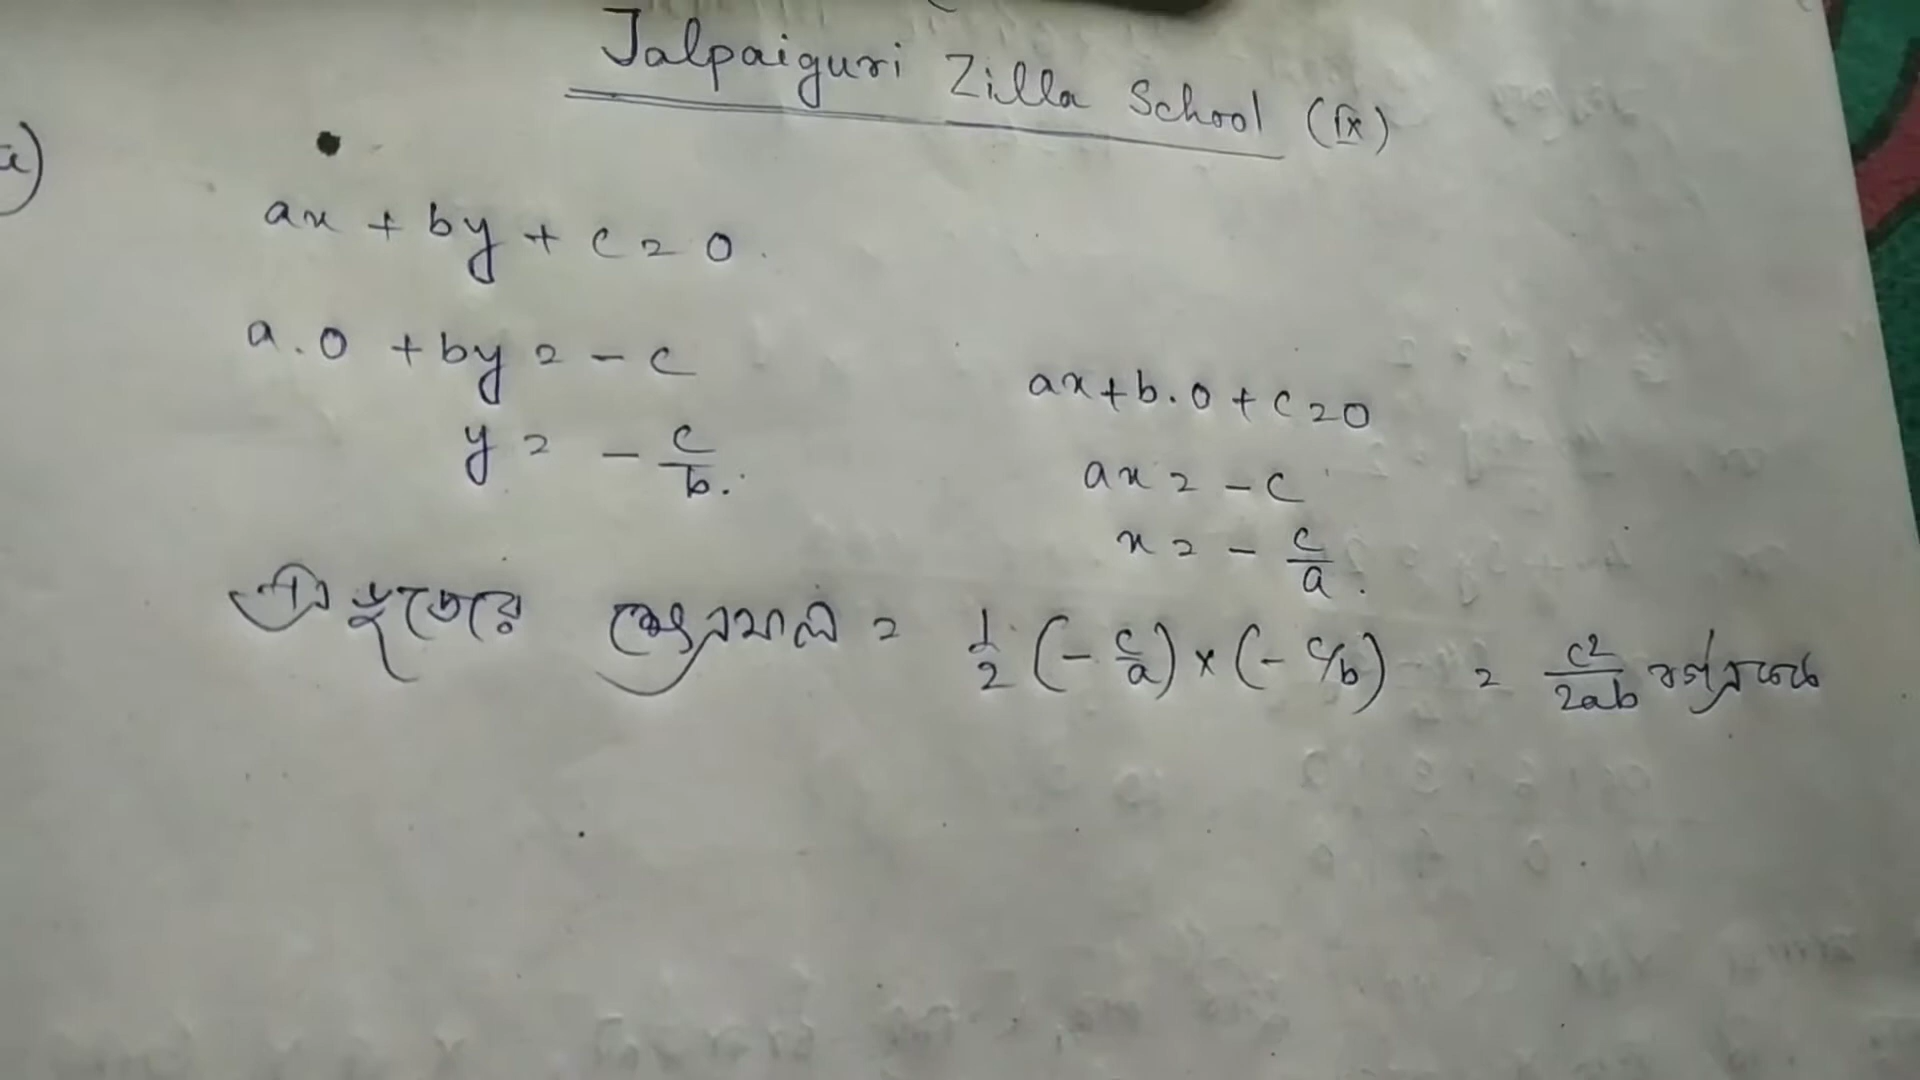 Jalpaiguri Zilla School (IX)
ax + by + c = 0.
a.0 + by = - c
y = - c/b.
ax + b.0 + c = 0
ax = - c
x = - c/a.
ত্রিভুজের ক্ষেত্রফল = 1/2 (- c/a) × (- c/b) = c²/2ab বর্গএকক